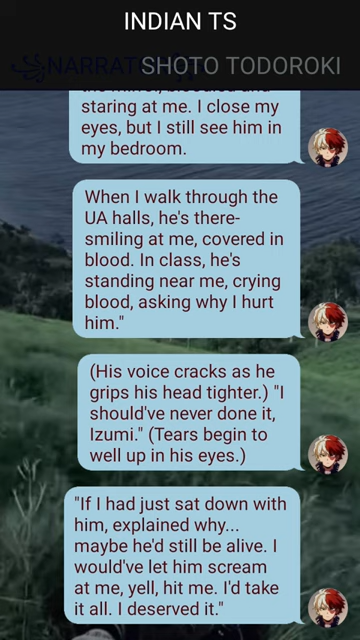 INDIAN TS
SHOTO TODOROKI
staring at me. I close my
eyes, but I still see him in
my bedroom.
When I walk through the
UA halls, he's there-
smiling at me, covered in
blood. In class, he's
standing near me, crying
blood, asking why I hurt
him."
(His voice cracks as he
grips his head tighter.) "I
should've never done it,
Izumi." (Tears begin to
well up in his eyes.)
"If I had just sat down with
him, explained why...
maybe he'd still be alive. I
would've let him scream
at me, yell, hit me. I'd take
it all. I deserved it."